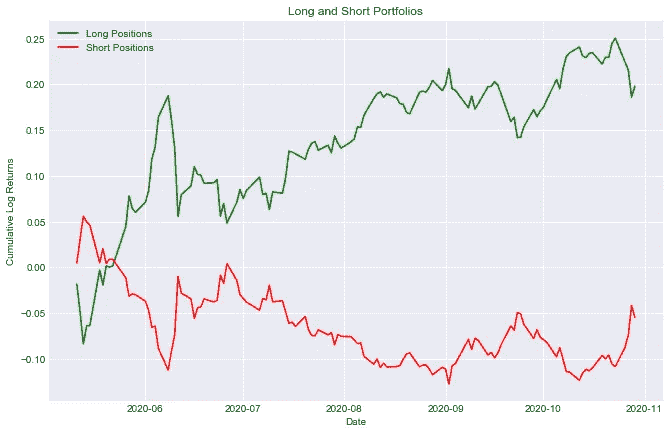 Long and Short Portfolios
Long Positions
Short Positions
0.25
0.20
0.15
0.10
0.05
0.00
−0.05
−0.10
Cumulative Log Returns
2020-06
2020-07
2020-08
2020-09
2020-10
2020-11
Date